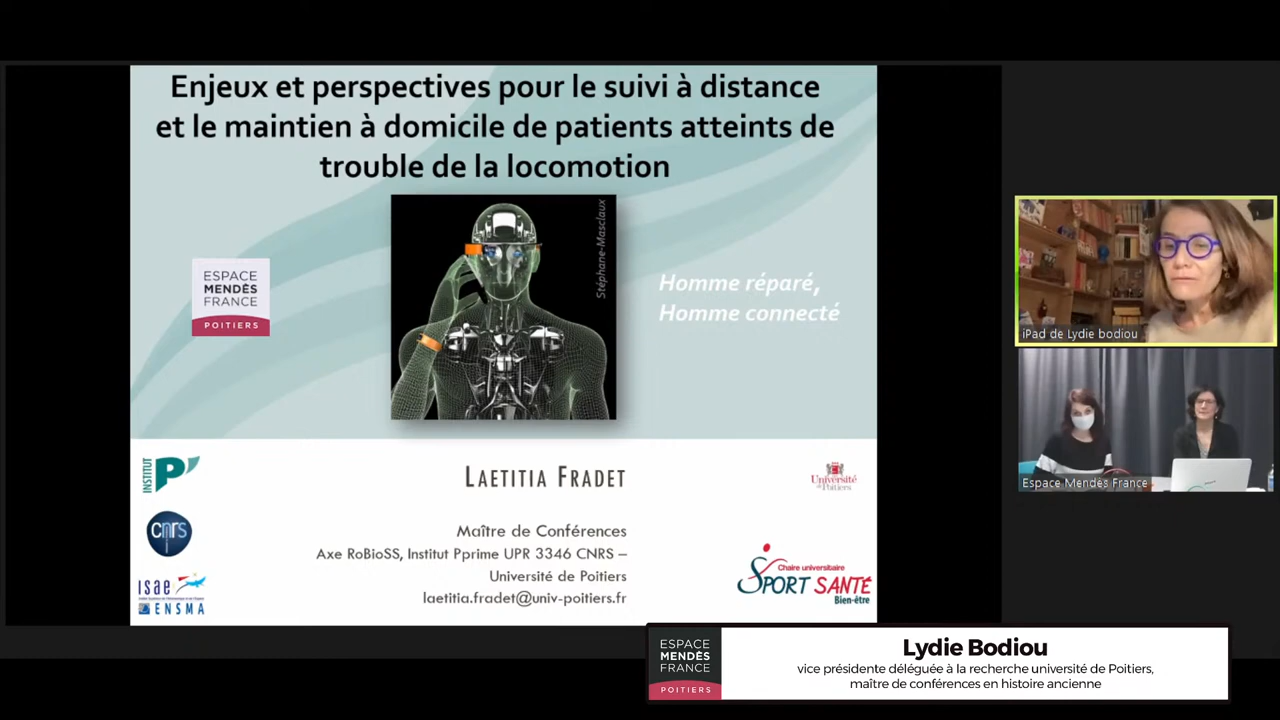 Enjeux et perspectives pour le suivi à distance
et le maintien à domicile de patients atteints de
trouble de la locomotion
Stéphane-Masclaux
ESPACE
MENDÈS
FRANCE
POITIERS
Homme réparé,
Homme connecté
iPad de Lydie bodiou
Espace Mendès France
INSTITUT
P'
LAETITIA FRADET
Université
de Poitiers
cnrs
Maître de Conférences
Axe RoBioSS, Institut Pprime UPR 3346 CNRS –
Université de Poitiers
laetitia.fradet@univ-poitiers.fr
isae
ENSMA
Chaire universitaire
SPORT SANTÉ
Bien-être
ESPACE
MENDÈS
FRANCE
POITIERS
Lydie Bodiou
vice présidente déléguée à la recherche université de Poitiers,
maître de conférences en histoire ancienne